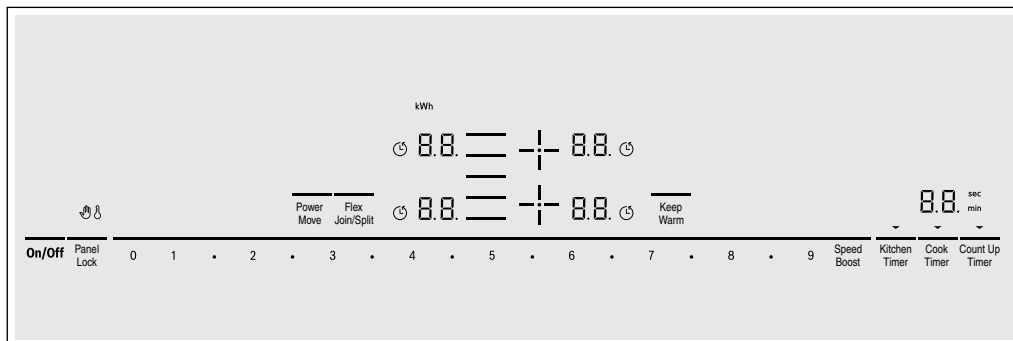 kWh
8.8. 8.8.
8.8. sec
min
Power
Move
Flex
Join/Split
8.8. 8.8.
Keep
Warm
On/Off
Panel
Lock
0 1 • 2 • 3 • 4 • 5 • 6 • 7 • 8 • 9
Speed
Boost
Kitchen
Timer
Cook
Timer
Count Up
Timer